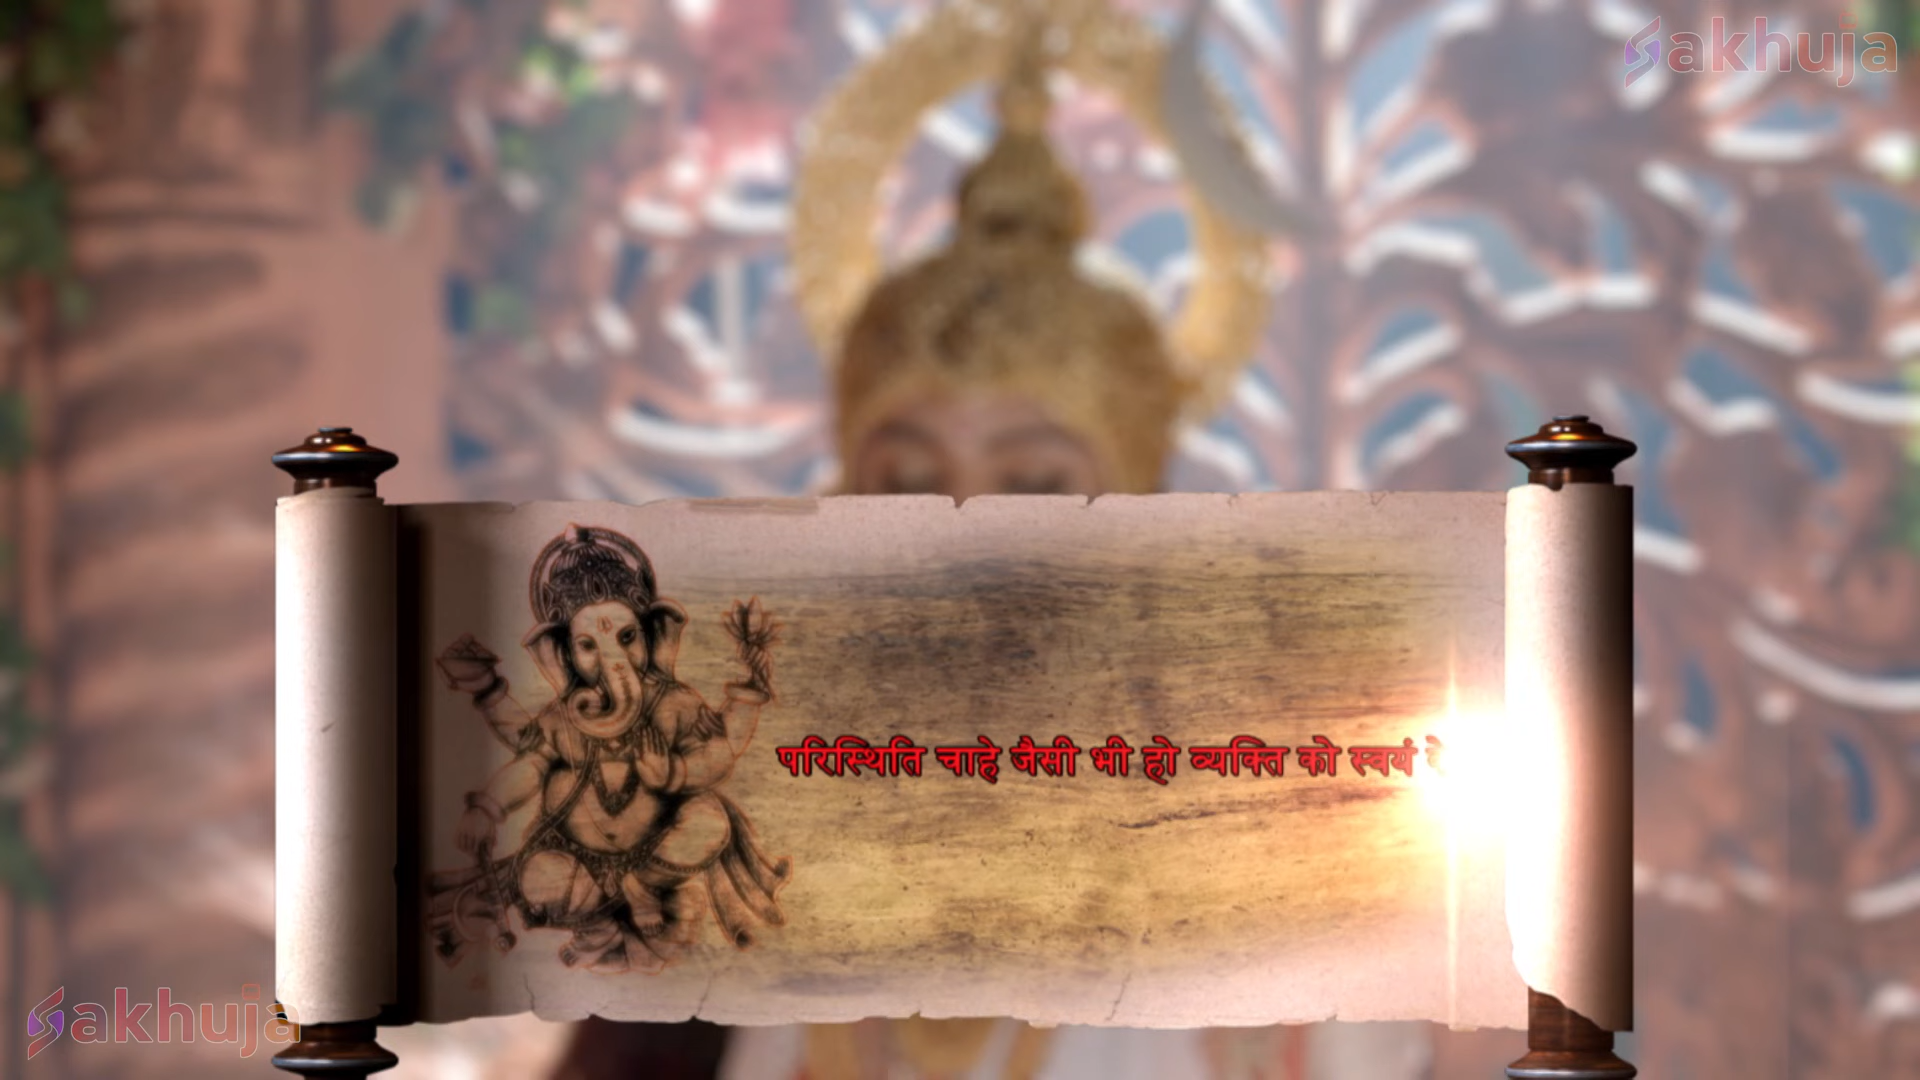 Sakhuja
परिस्थिति चाहे जैसी भी हो व्यक्ति को स्वयं
Sakhuja